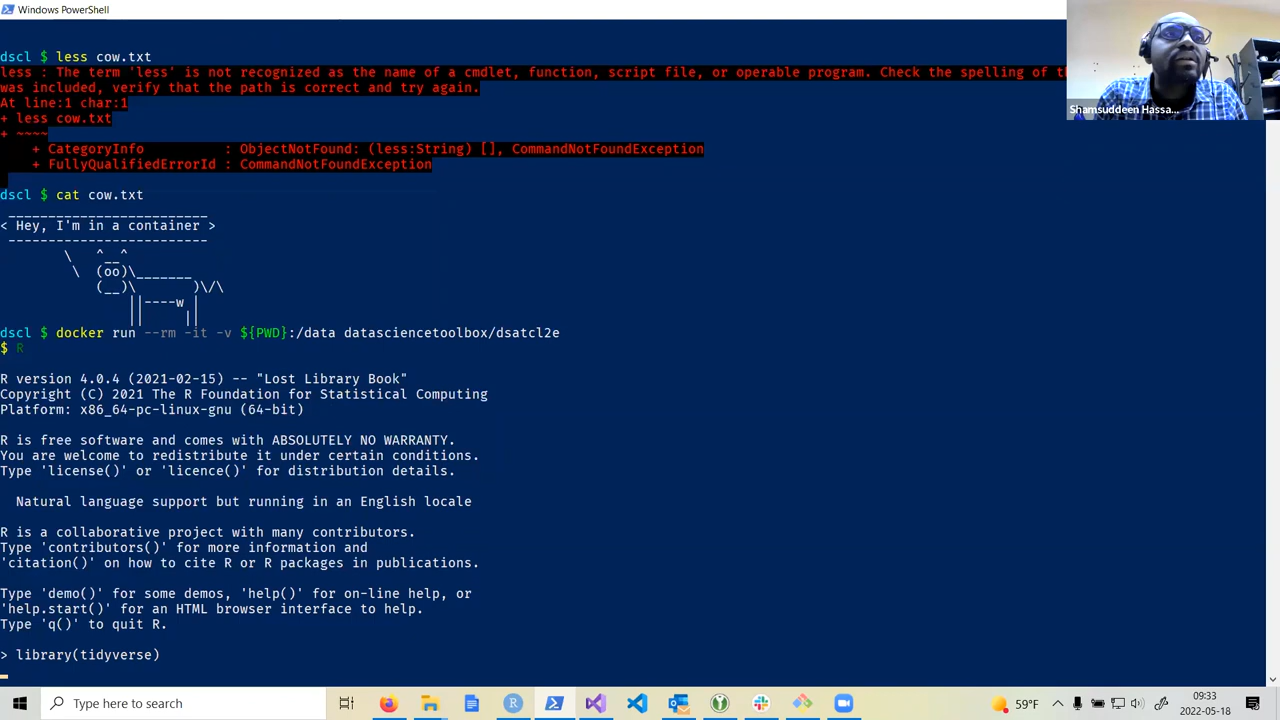 Windows PowerShell
dscl $ less cow.txt
less : The term 'less' is not recognized as the name of a cmdlet, function, script file, or operable program. Check the spelling of th
was included, verify that the path is correct and try again.
At line:1 char:1
+ less cow.txt
+ ~~~~
    + CategoryInfo          : ObjectNotFound: (less:String) [], CommandNotFoundException
    + FullyQualifiedErrorId : CommandNotFoundException
dscl $ cat cow.txt
 ________________________
< Hey, I'm in a container >
 -------------------------
        \   ^__^
         \  (oo)\_______
            (__)\       )\/\
                ||----w |
                ||     ||
dscl $ docker run --rm -it -v ${PWD}:/data datasciencetoolbox/dsatcl2e
$ R
R version 4.0.4 (2021-02-15) -- "Lost Library Book"
Copyright (C) 2021 The R Foundation for Statistical Computing
Platform: x86_64-pc-linux-gnu (64-bit)
R is free software and comes with ABSOLUTELY NO WARRANTY.
You are welcome to redistribute it under certain conditions.
Type 'license()' or 'licence()' for distribution details.
  Natural language support but running in an English locale
R is a collaborative project with many contributors.
Type 'contributors()' for more information and
'citation()' on how to cite R or R packages in publications.
Type 'demo()' for some demos, 'help()' for on-line help, or
'help.start()' for an HTML browser interface to help.
Type 'q()' to quit R.
> library(tidyverse)
Shamsuddeen Hassa...
Type here to search
59°F
09:33
2022-05-18